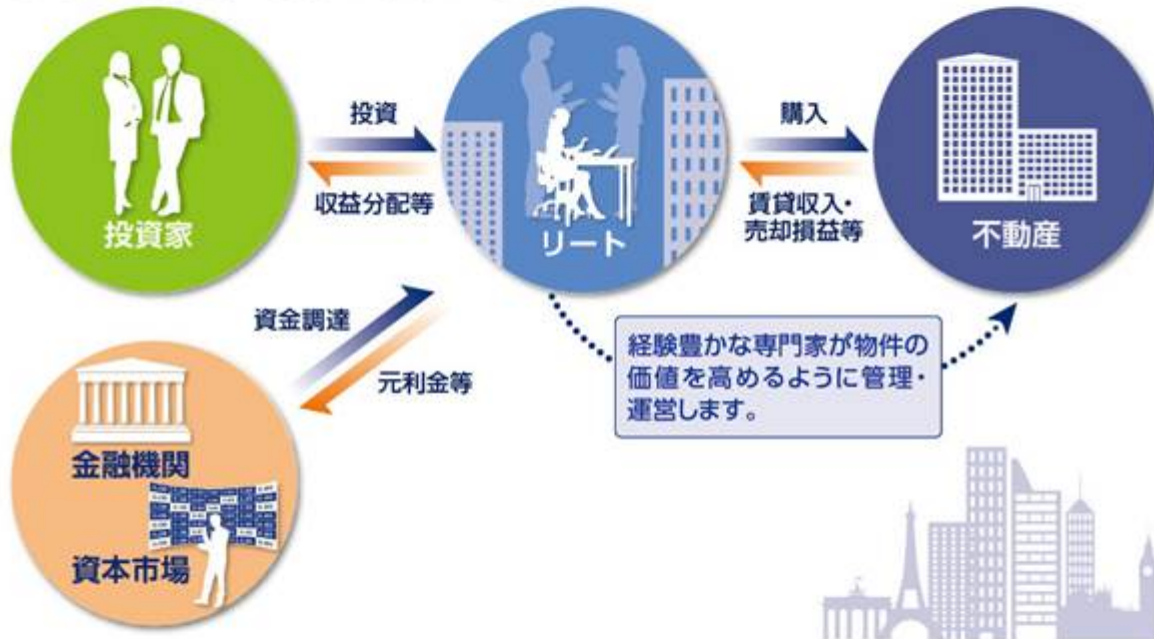 投資家
投資
収益分配等
リート
購入
賃貸収入・
売却損益等
不動産
資金調達
元利金等
経験豊かな専門家が物件の
価値を高めるように管理・
運営します。
金融機関
資本市場